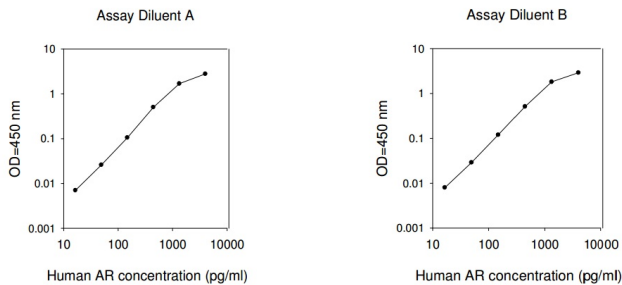 Assay Diluent A
10
1
0.1
0.01
0.001
OD=450 nm
10 100 1000 10000
Human AR concentration (pg/ml)
Assay Diluent B
10
1
0.1
0.01
0.001
OD=450 nm
10 100 1000 10000
Human AR concentration (pg/ml)